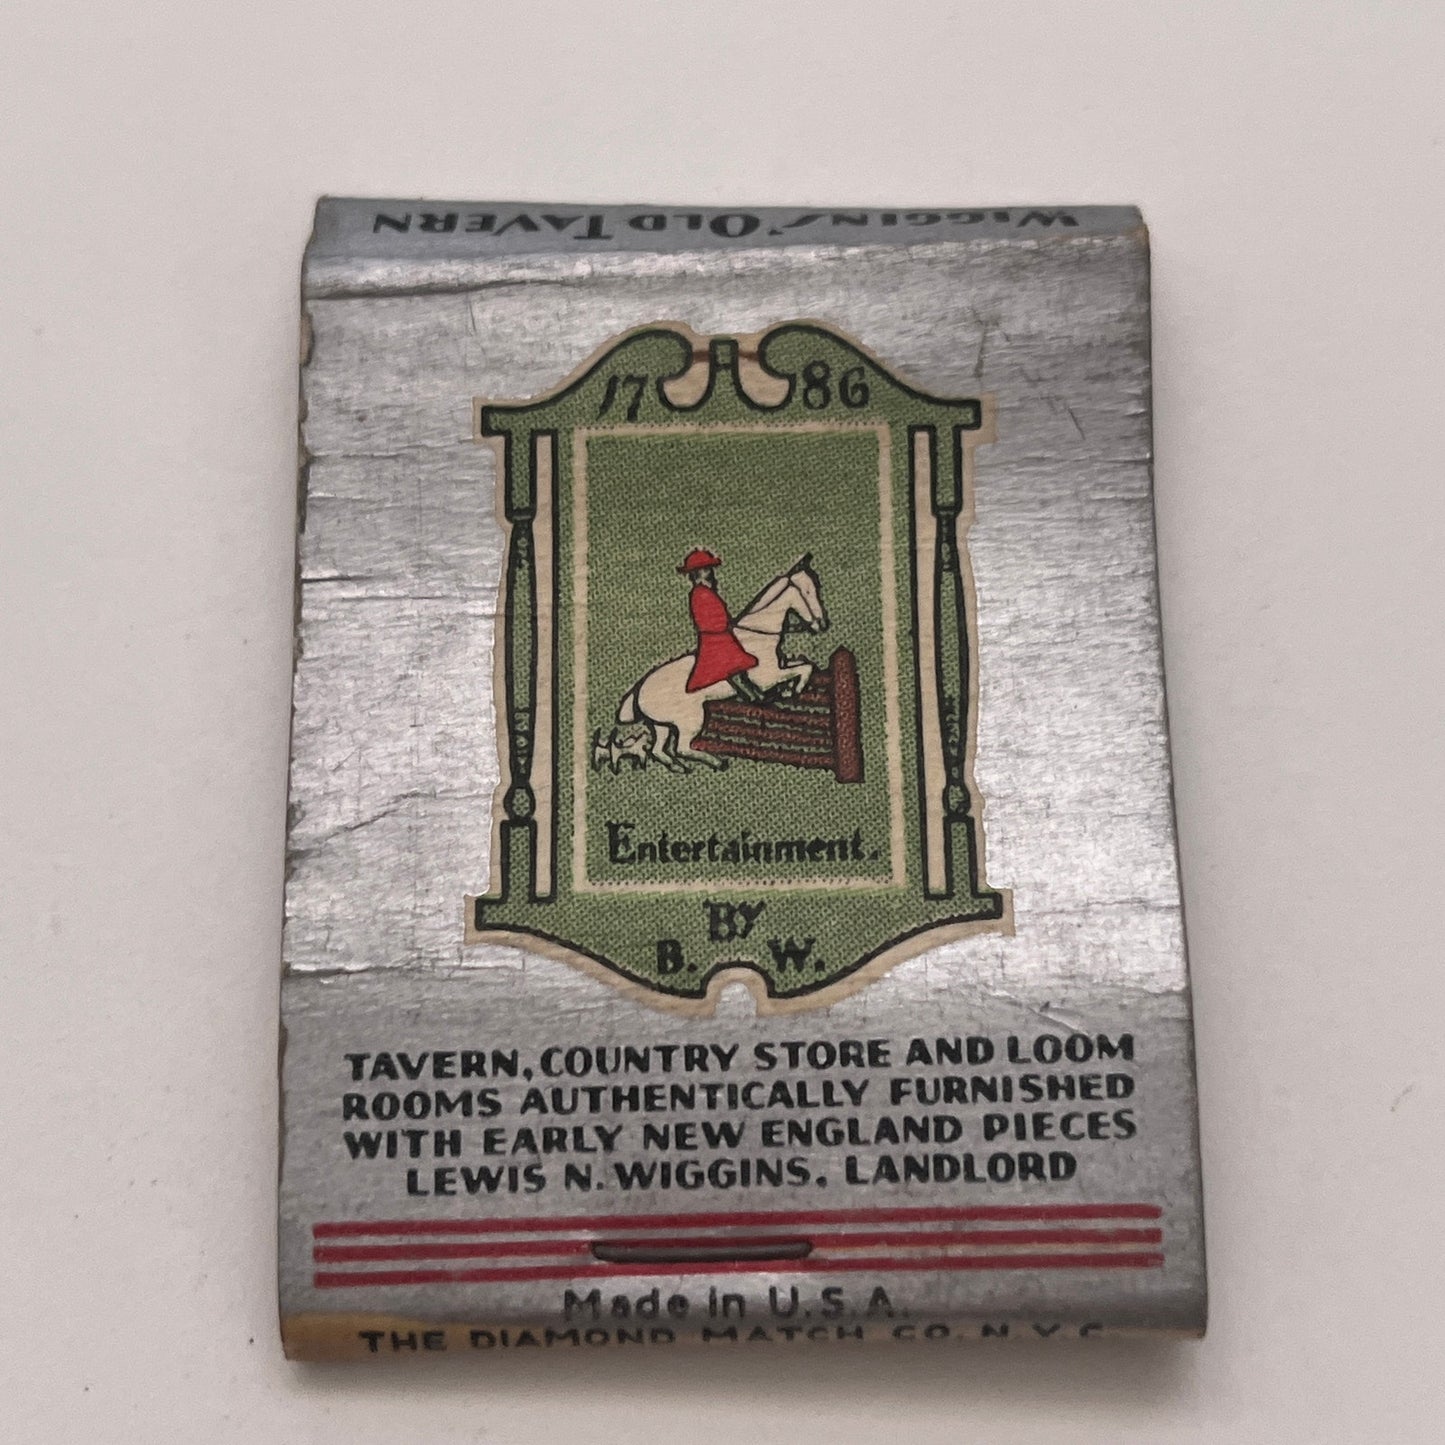 WIGGINS' OLD TAVERN
17 86
Entertainment.
BY
B. W.
TAVERN, COUNTRY STORE AND LOOM
ROOMS AUTHENTICALLY FURNISHED
WITH EARLY NEW ENGLAND PIECES
LEWIS N. WIGGINS, LANDLORD
Made in U.S.A.
THE DIAMOND MATCH CO. N.Y.C.